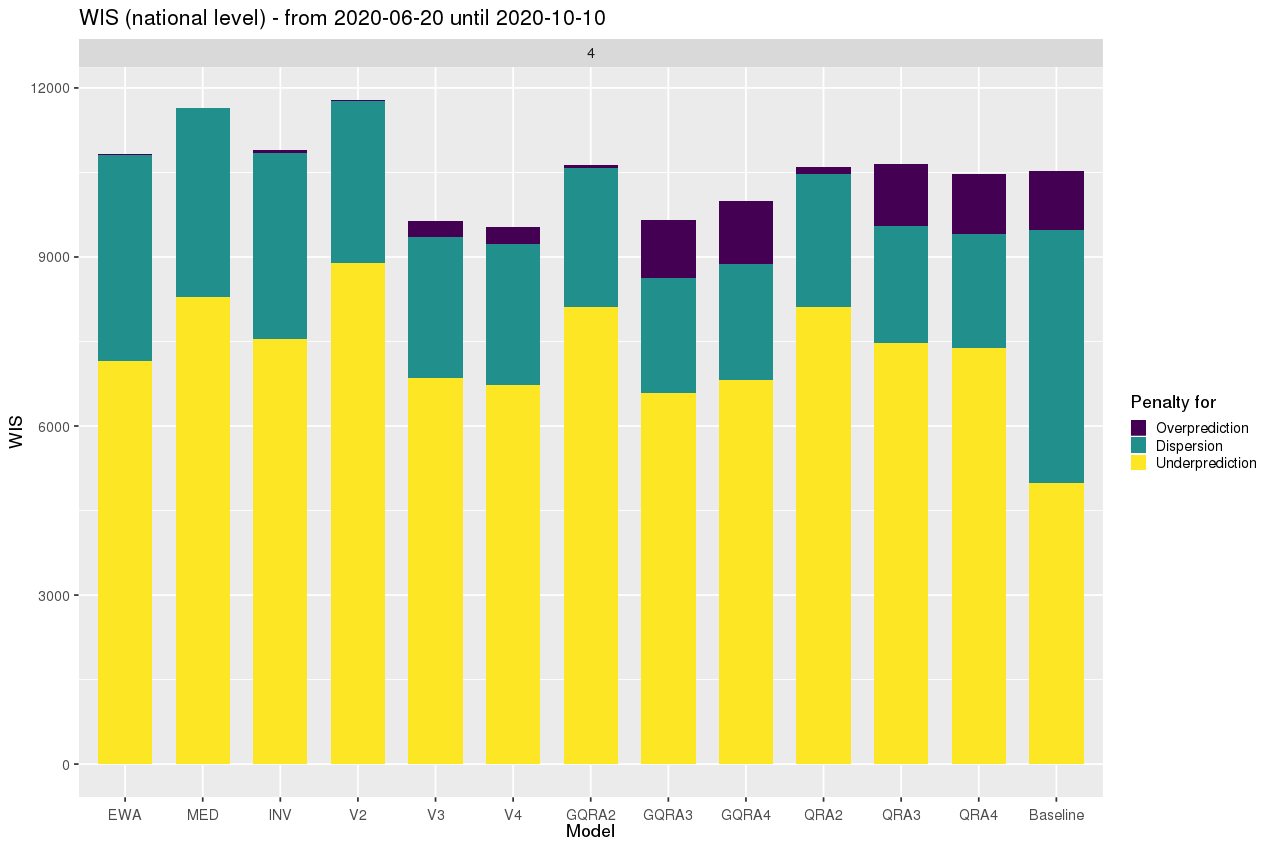 WIS (national level) - from 2020-06-20 until 2020-10-10
4
12000
9000
6000
3000
0
WIS
EWA MED INV V2 V3 V4 GQRA2 GQRA3 GQRA4 QRA2 QRA3 QRA4 Baseline
Model
Penalty for
Overprediction
Dispersion
Underprediction